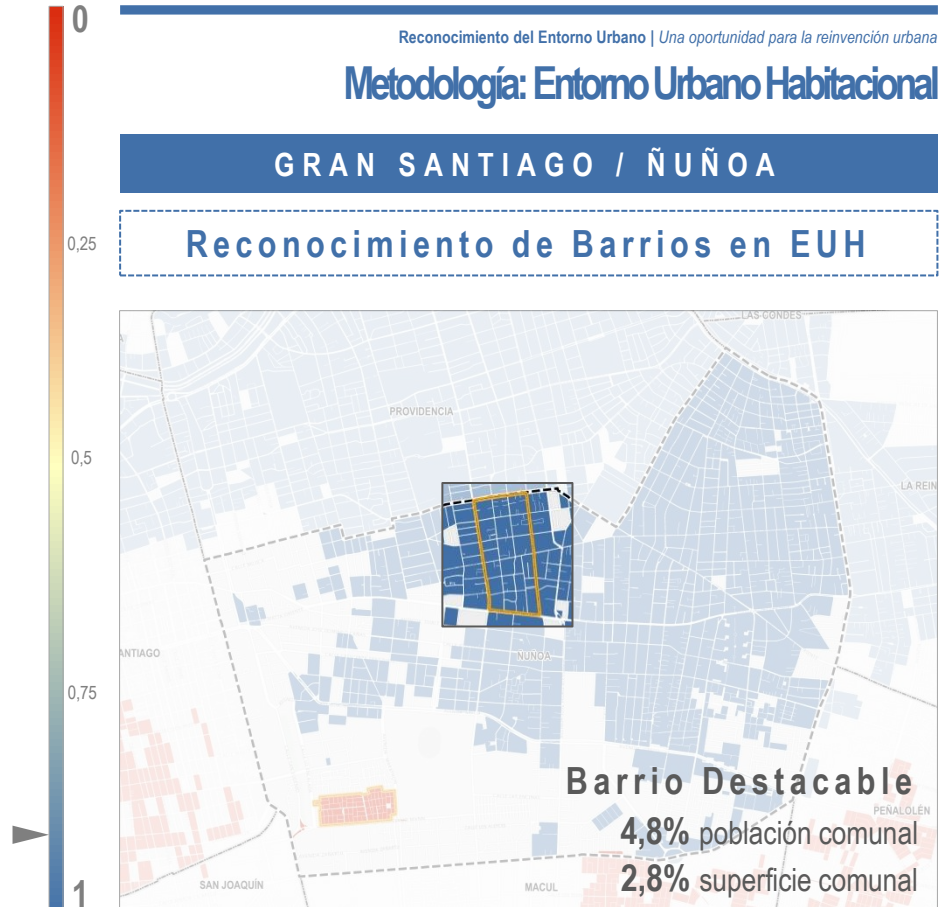 0
0,25
0,5
0,75
1
Reconocimiento del Entorno Urbano | Una oportunidad para la reinvención urbana
Metodología: Entorno Urbano Habitacional
GRAN SANTIAGO / ÑUÑOA
Reconocimiento de Barrios en EUH
LAS CONDES
PROVIDENCIA
LA REIN
ANTIAGO
ÑUÑOA
Barrio Destacable
PEÑALOLÉN
4,8% población comunal
2,8% superficie comunal
SAN JOAQUÍN
MACUL